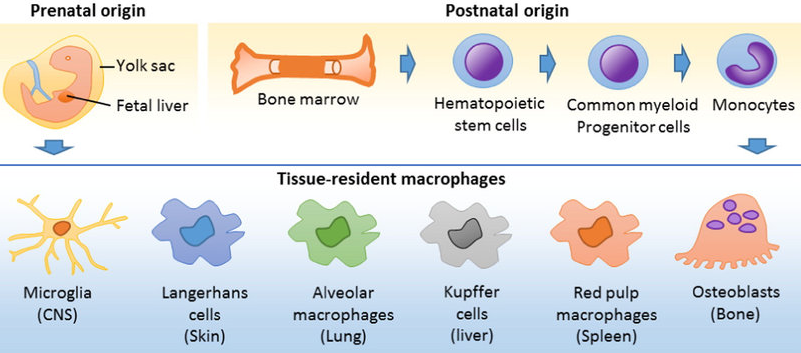 Prenatal origin
Postnatal origin
Yolk sac
Fetal liver
Bone marrow
Hematopoietic
stem cells
Common myeloid
Progenitor cells
Monocytes
Tissue-resident macrophages
Microglia
(CNS)
Langerhans
cells
(Skin)
Alveolar
macrophages
(Lung)
Kupffer
cells
(liver)
Red pulp
macrophages
(Spleen)
Osteoblasts
(Bone)